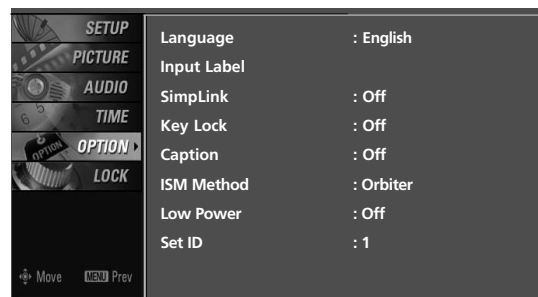 SETUP
PICTURE
AUDIO
TIME
OPTION
LOCK
Move MENU Prev
Language : English
Input Label
SimpLink : Off
Key Lock : Off
Caption : Off
ISM Method : Orbiter
Low Power : Off
Set ID : 1